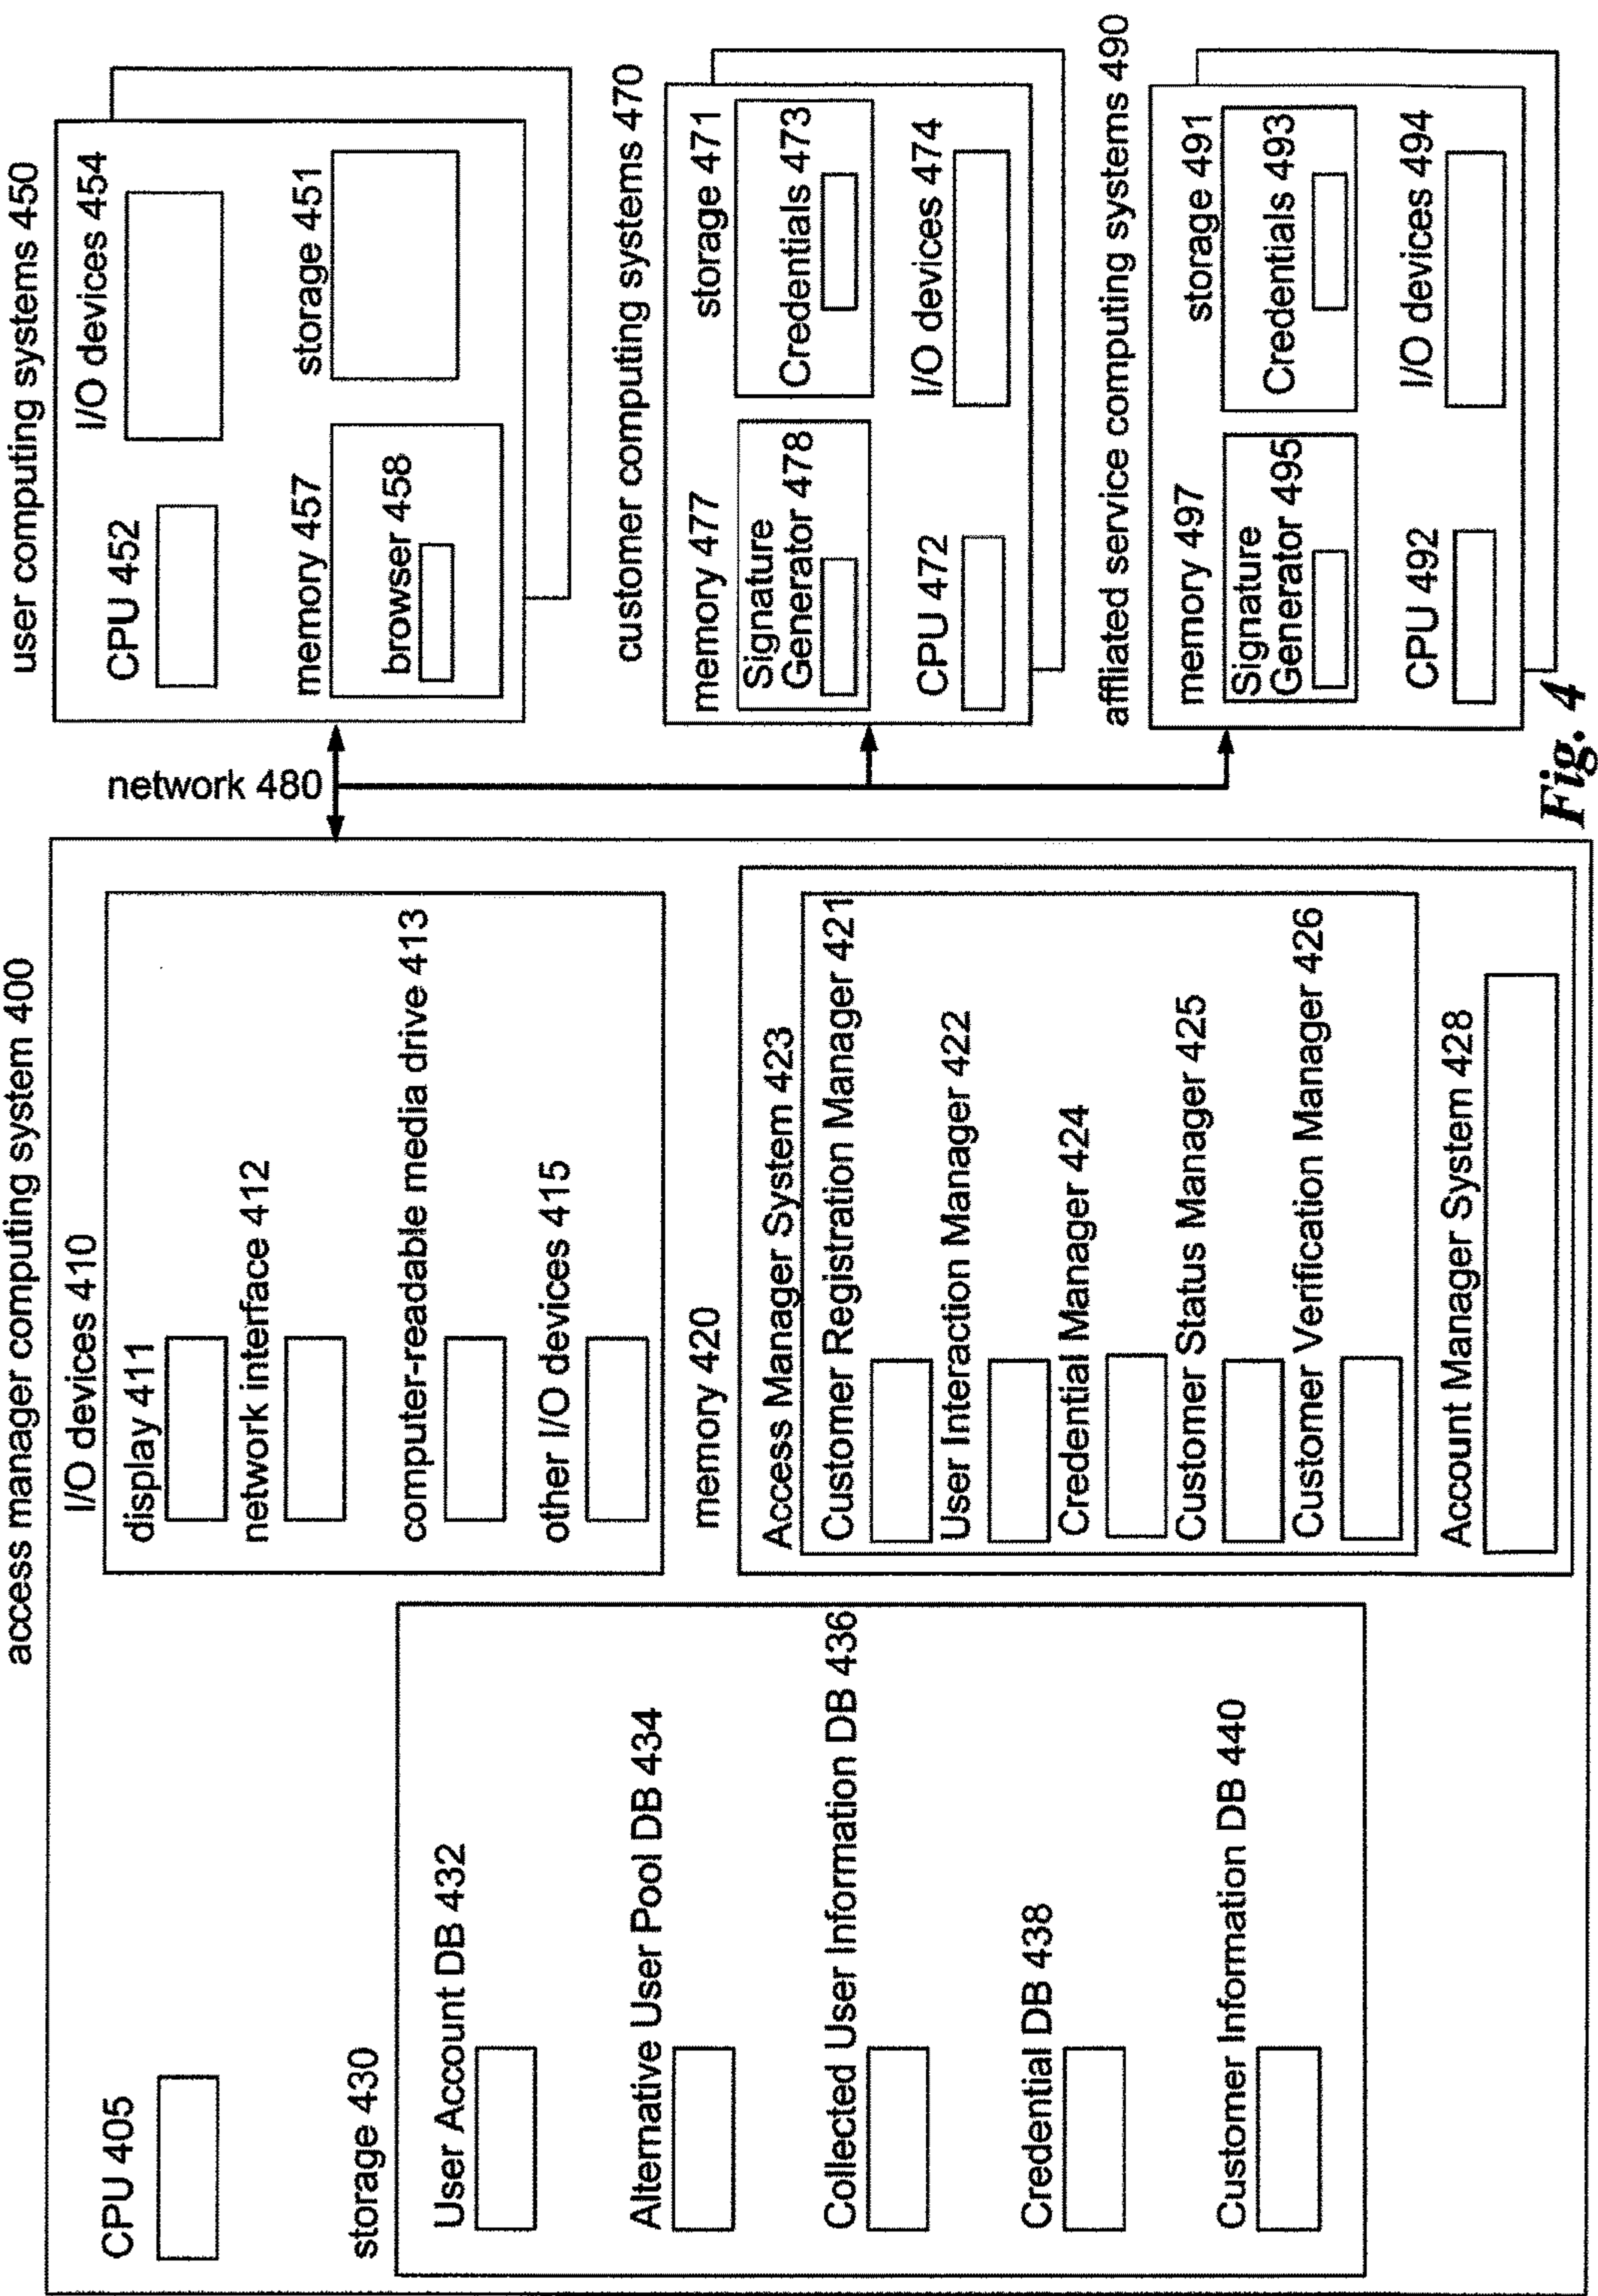 access manager computing system 400
CPU 405
storage 430
User Account DB 432
Alternative User Pool DB 434
Collected User Information DB 436
Credential DB 438
Customer Information DB 440
I/O devices 410
display 411
network interface 412
computer-readable media drive 413
other I/O devices 415
memory 420
Access Manager System 423
Customer Registration Manager 421
User Interaction Manager 422
Credential Manager 424
Customer Status Manager 425
Customer Verification Manager 426
Account Manager System 428
network 480
user computing systems 450
CPU 452
I/O devices 454
memory 457
browser 458
storage 451
customer computing systems 470
memory 477
Signature
Generator 478
storage 471
Credentials 473
CPU 472
I/O devices 474
affliated service computing systems 490
memory 497
Signature
Generator 495
storage 491
Credentials 493
CPU 492
I/O devices 494
Fig. 4